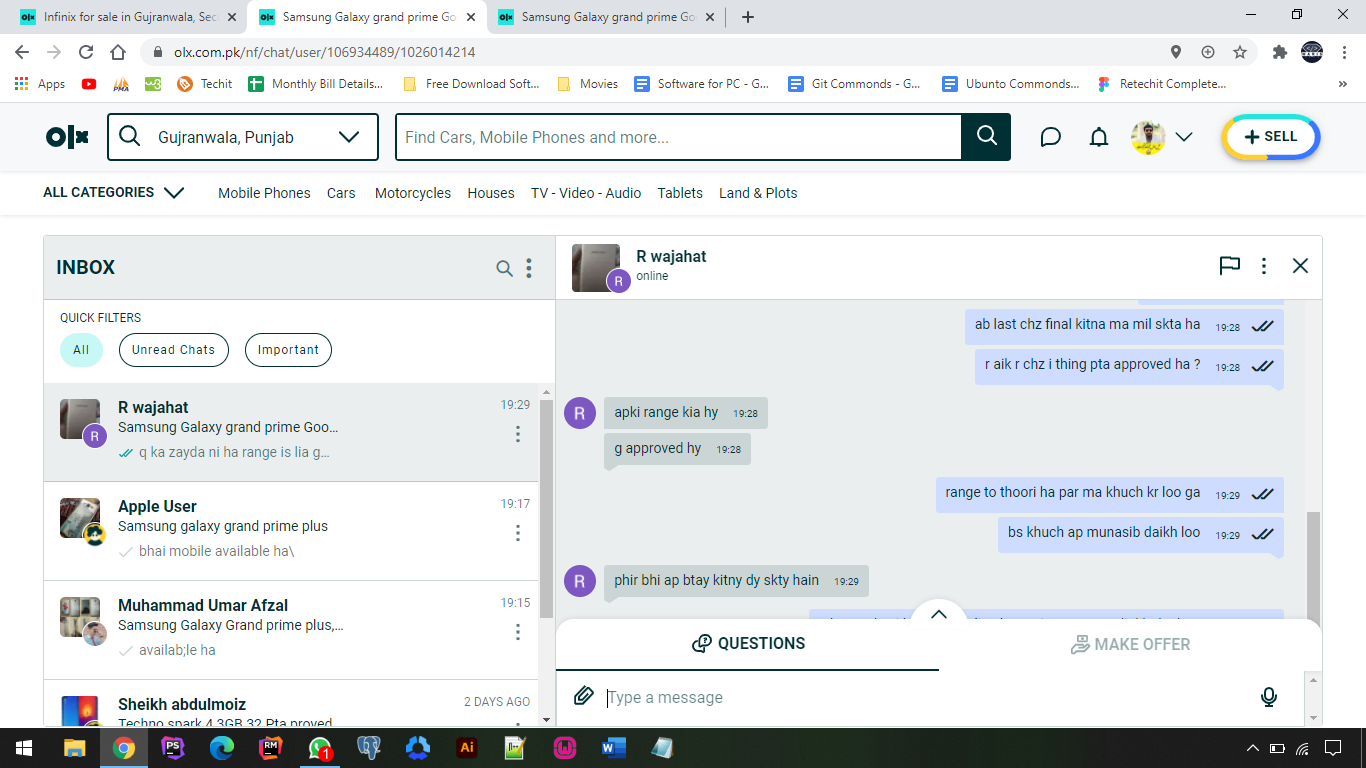 Infinix for sale in Gujranwala, Sec
Samsung Galaxy grand prime Go
Samsung Galaxy grand prime Go
olx.com.pk/nf/chat/user/106934489/1026014214
Apps
PMA
Techit
Monthly Bill Details...
Free Download Soft...
Movies
Software for PC - G...
Git Commonds - G...
Ubunto Commonds...
Retechit Complete...
olx
Gujranwala, Punjab
Find Cars, Mobile Phones and more...
+ SELL
ALL CATEGORIES
Mobile Phones
Cars
Motorcycles
Houses
TV - Video - Audio
Tablets
Land & Plots
INBOX
QUICK FILTERS
All
Unread Chats
Important
R wajahat
19:29
Samsung Galaxy grand prime Goo...
R
q ka zayda ni ha range is lia g...
Apple User
19:17
Samsung galaxy grand prime plus
bhai mobile available ha\
Muhammad Umar Afzal
19:15
Samsung Galaxy Grand prime plus,...
availab;le ha
Sheikh abdulmoiz
2 DAYS AGO
Techno spark 4 3GB 32 Pta proved
R wajahat
online
R
ab last chz final kitna ma mil skta ha 19:28
r aik r chz i thing pta approved ha ? 19:28
R
apki range kia hy 19:28
g approved hy 19:28
range to thoori ha par ma khuch kr loo ga 19:29
bs khuch ap munasib daikh loo 19:29
R
phir bhi ap btay kitny dy skty hain 19:29
QUESTIONS
MAKE OFFER
Type a message
PS
RM
1
Ai
W